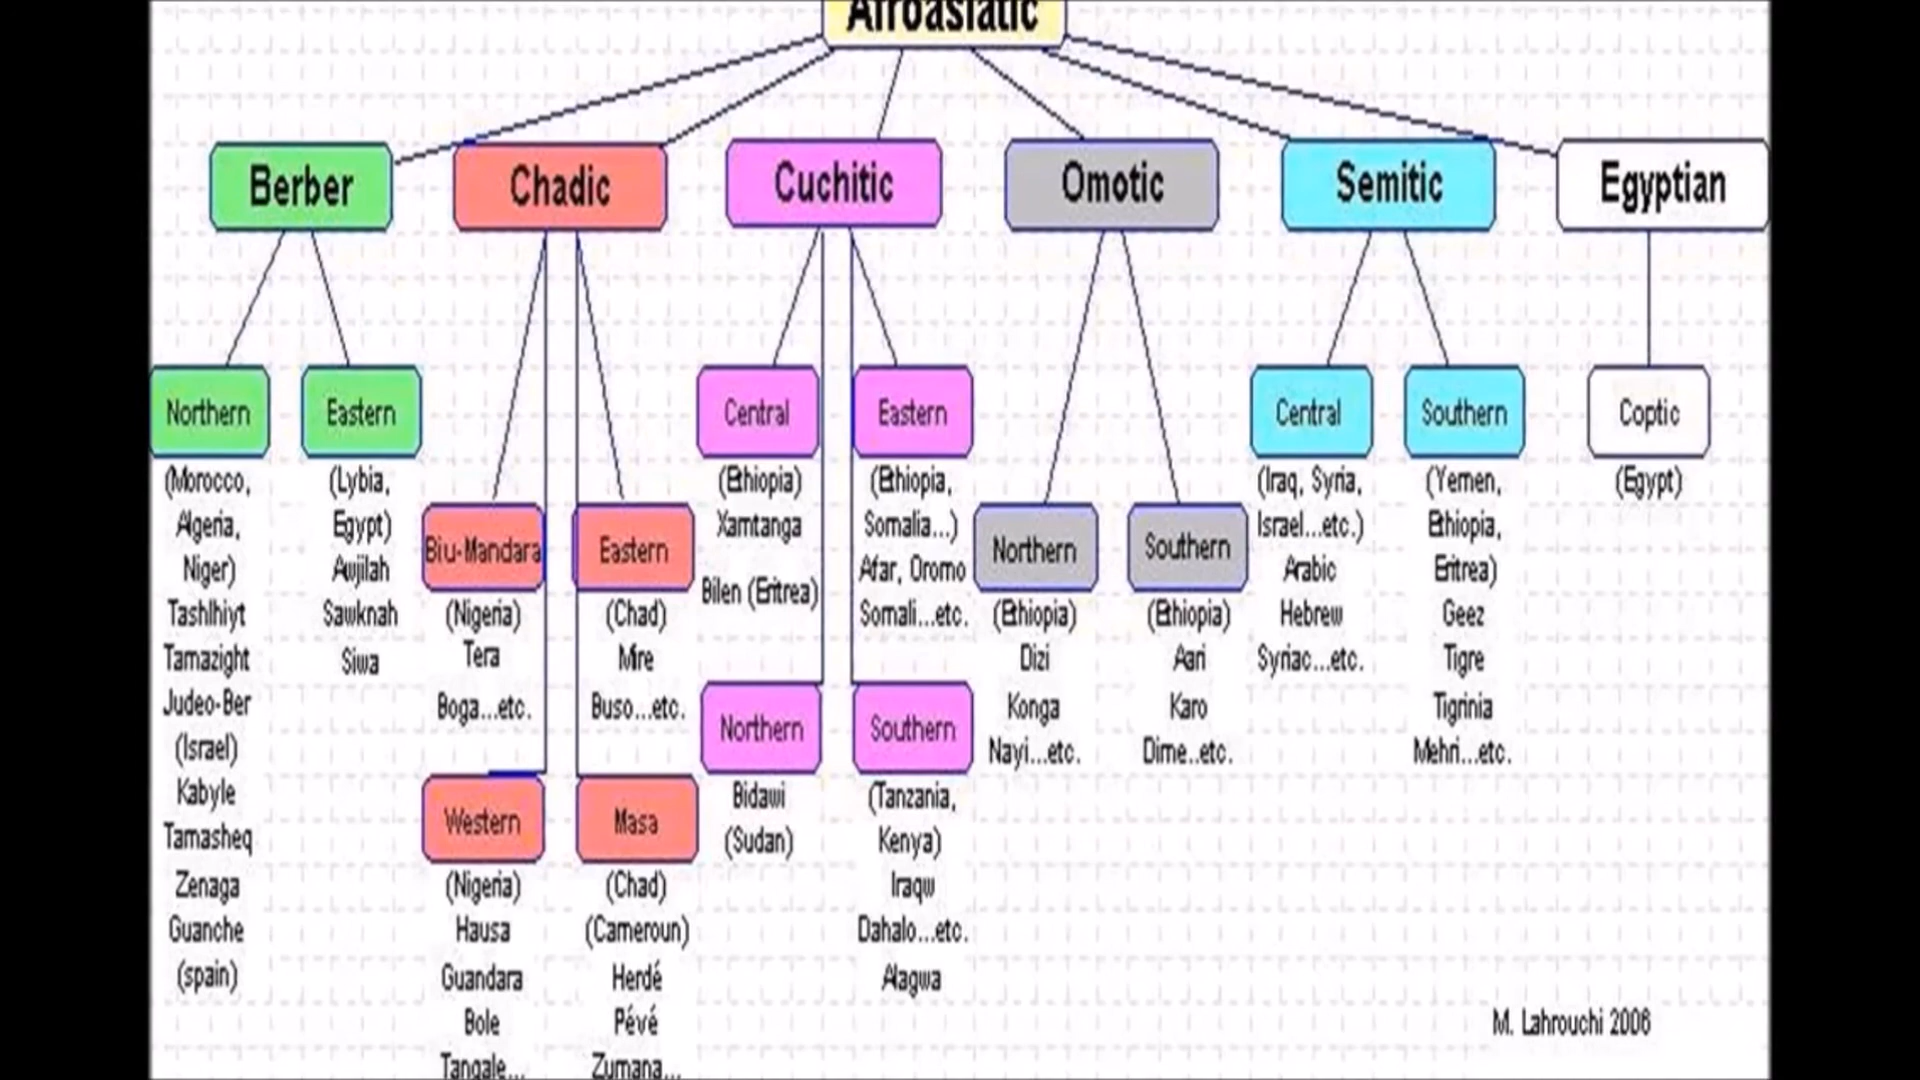 Afroasiatic
Berber
Chadic
Cuchitic
Omotic
Semitic
Egyptian
Northern
(Morocco,
Algeria,
Niger)
Tashlhiyt
Tamazight
Judeo-Ber
(Israel)
Kabyle
Tamasheq
Zenaga
Guanche
(spain)
Eastern
(Lybia,
Egypt)
Awjilah
Sawknah
Siwa
Biu-Mandara
(Nigeria)
Tera
Boga...etc.
Eastern
(Chad)
Mire
Buso...etc.
Western
(Nigeria)
Hausa
Guandara
Bole
Tangale...
Masa
(Chad)
(Cameroun)
Herdé
Pévé
Zumana...
Central
(Ethiopia)
Xamtanga
Bilen (Eritrea)
Eastern
(Ethiopia,
Somalia...)
Afar, Oromo
Somali...etc.
Northern
Bidawi
(Sudan)
Southern
(Tanzania,
Kenya)
Iraqw
Dahalo...etc.
Alagwa
Northern
(Ethiopia)
Dizi
Konga
Nayi...etc.
Southern
(Ethiopia)
Aari
Karo
Dime..etc.
Central
(Iraq, Syria,
Israel...etc.)
Arabic
Hebrew
Syriac...etc.
Southern
(Yemen,
Ethiopia,
Eritrea)
Geez
Tigre
Tigrinia
Mehri...etc.
Coptic
(Egypt)
M. Lahrouchi 2006